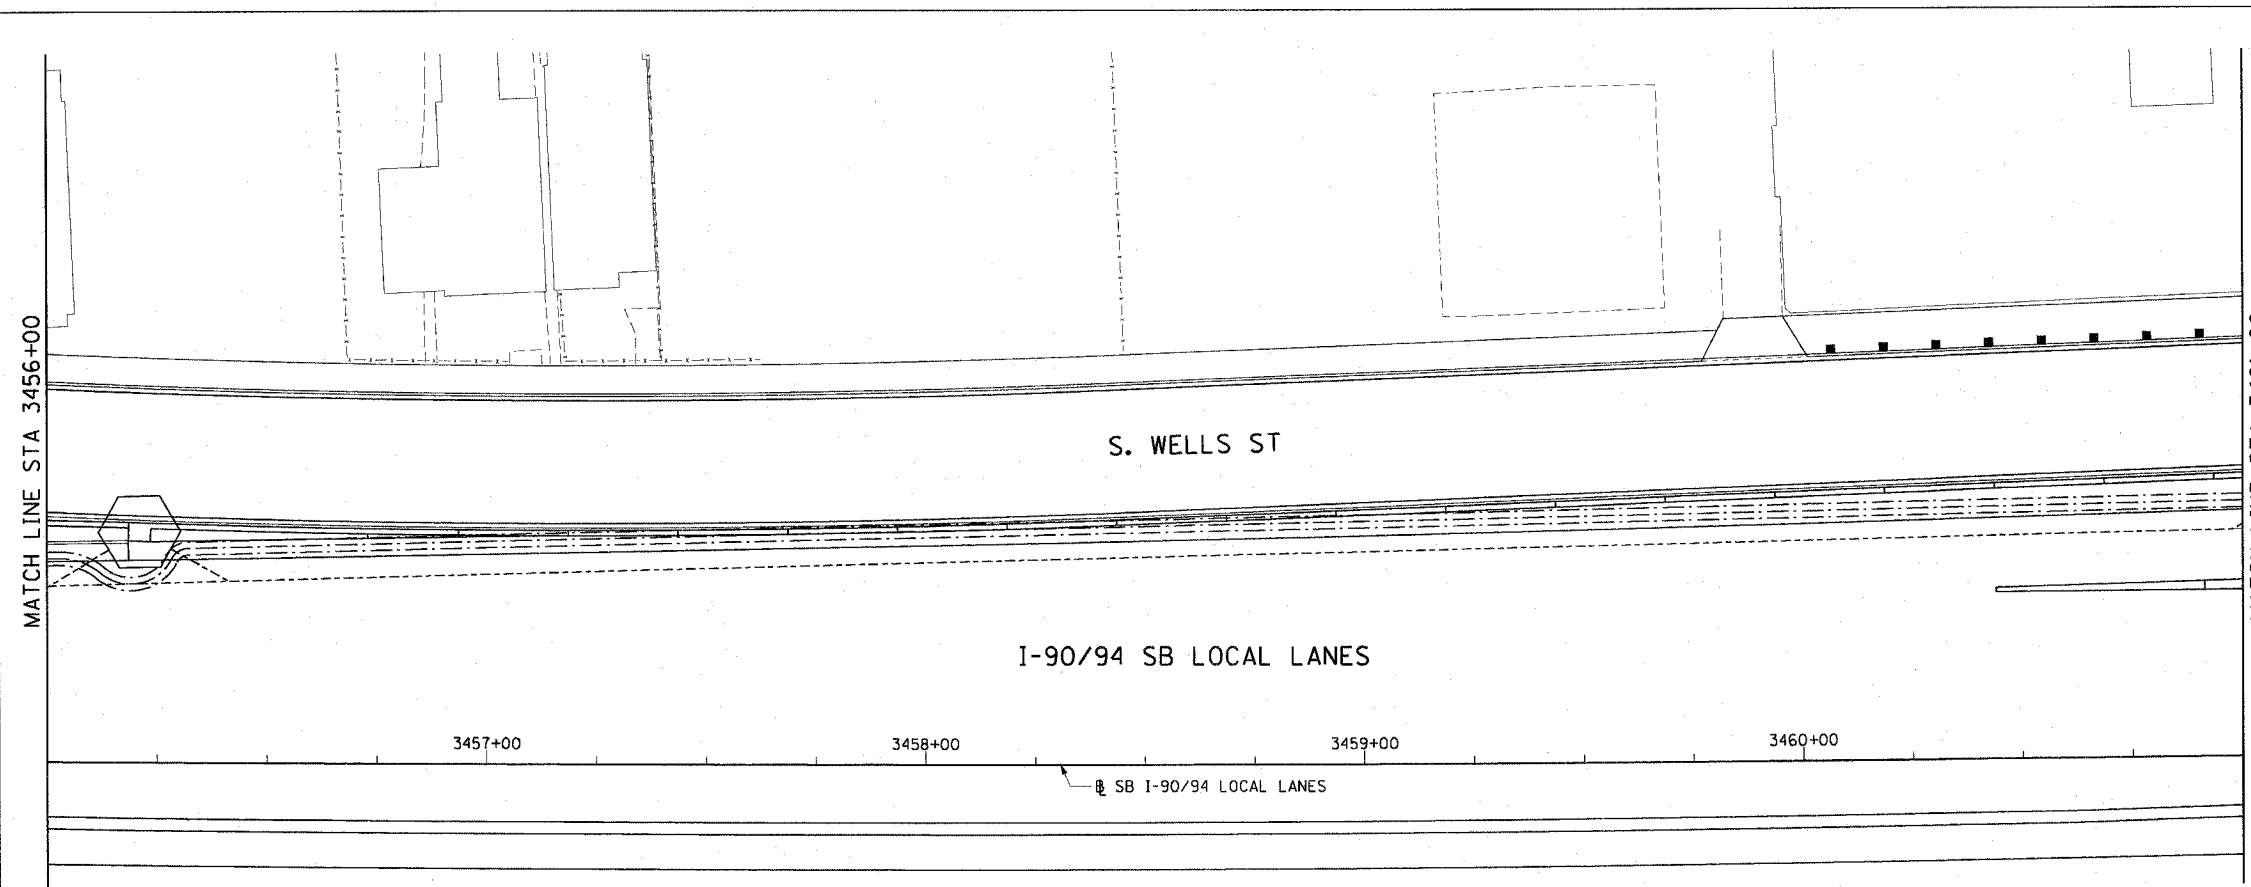 MATCH LINE STA 3456+00
S. WELLS ST
I-90/94 SB LOCAL LANES
3457+00
3458+00
3459+00
3460+00
SB I-90/94 LOCAL LANES